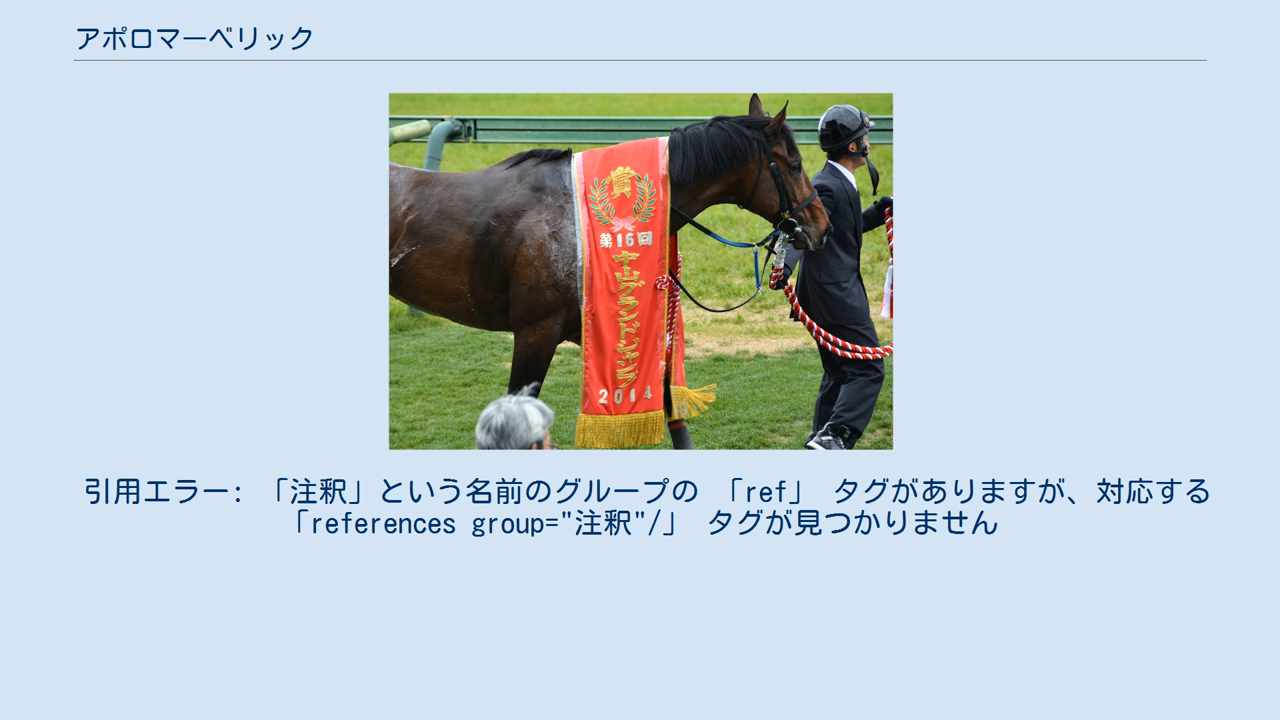 アポロマーベリック
賞
第16回
中山グランドジャンプ
2014
引用エラー: 「注釈」という名前のグループの 「ref」 タグがありますが、対応する
「references group="注釈"/」 タグが見つかりません